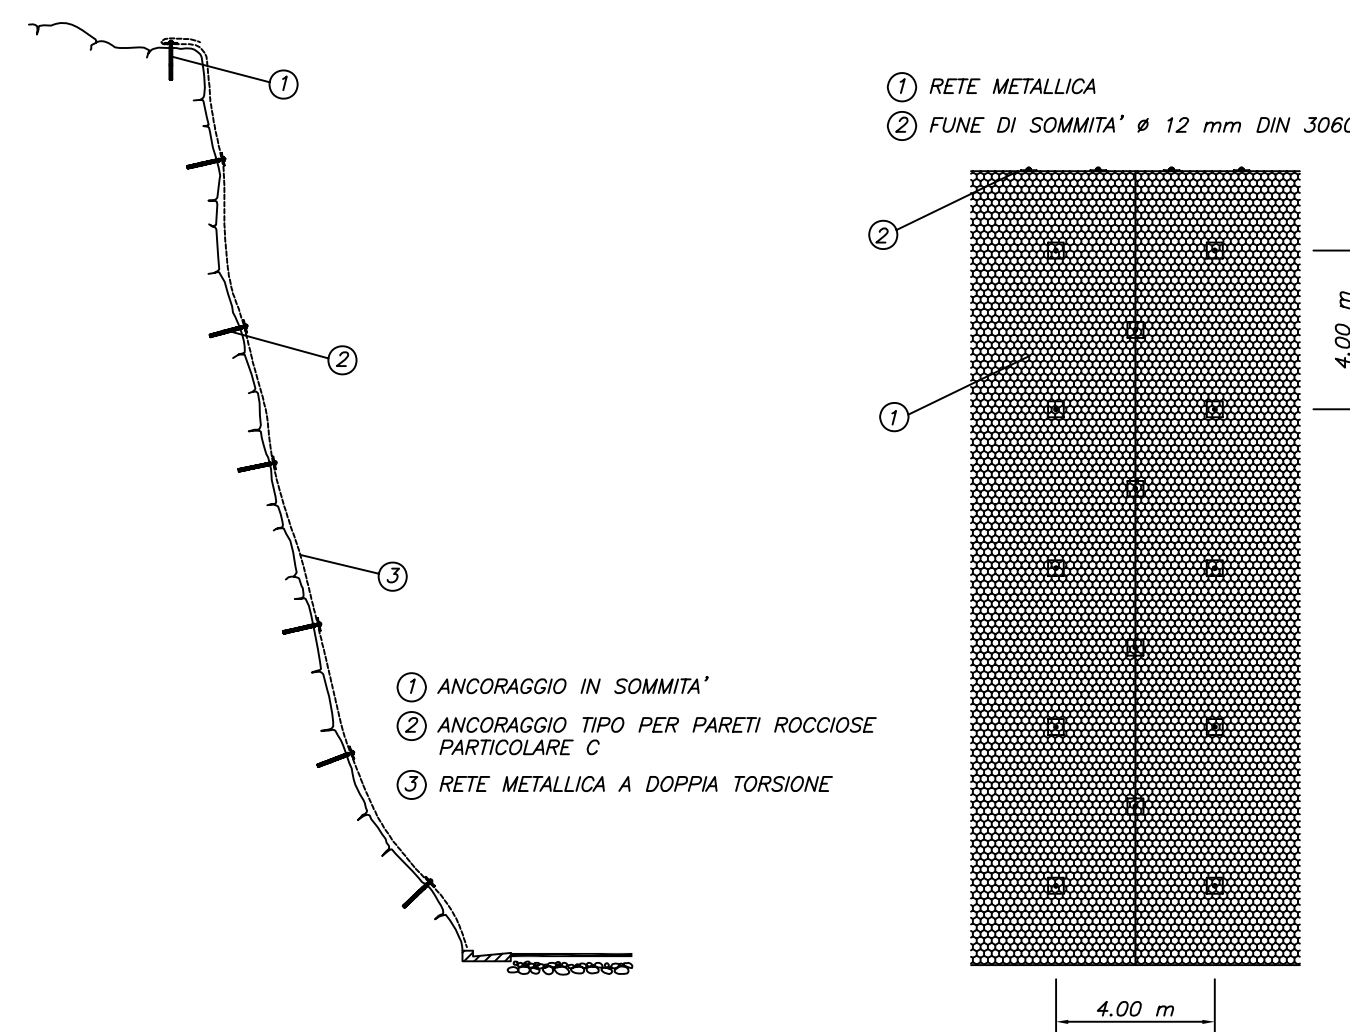 1
2
3
1 ANCORAGGIO IN SOMMITA'
2 ANCORAGGIO TIPO PER PARETI ROCCIOSE
PARTICOLARE C
3 RETE METALLICA A DOPPIA TORSIONE
1 RETE METALLICA
2 FUNE DI SOMMITA' ø 12 mm DIN 3060
2
1
4.00 m
4.00 m